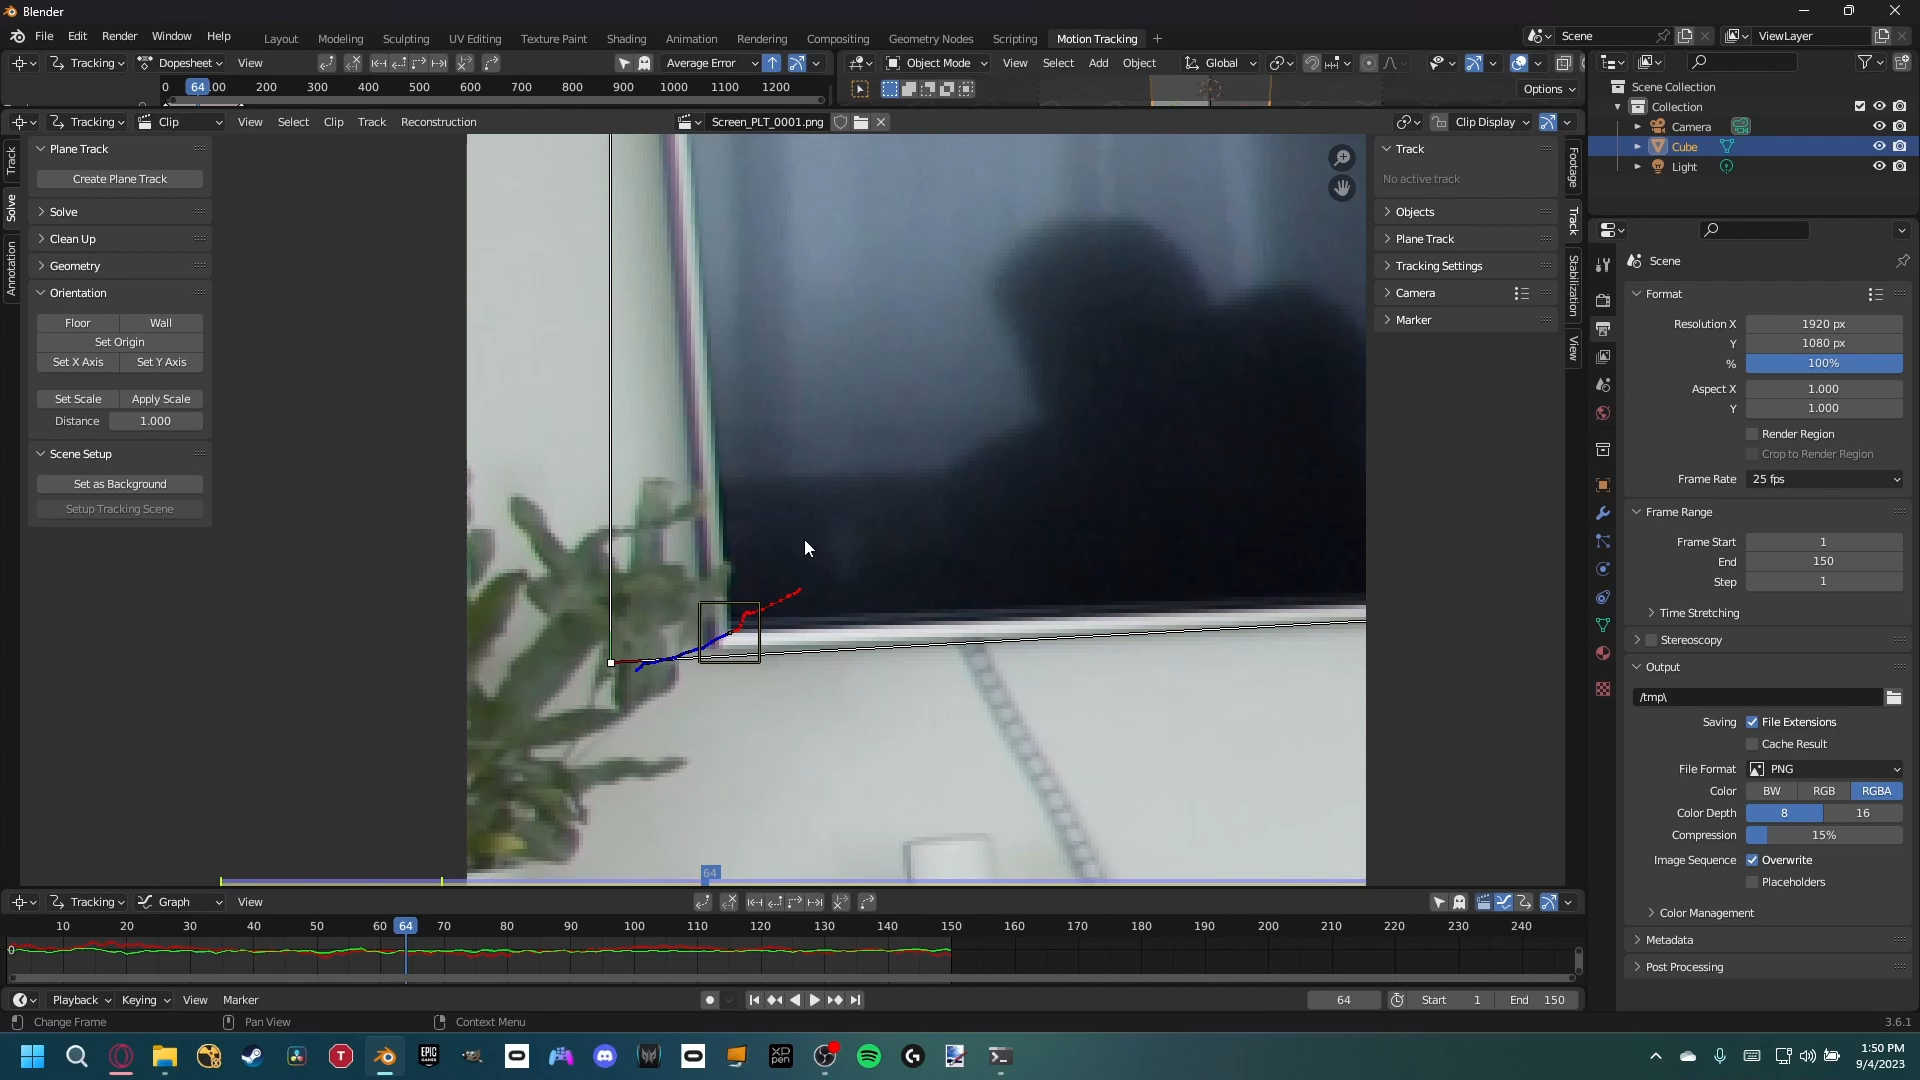 Blender
File Edit Render Window Help Layout Modeling Sculpting UV Editing Texture Paint Shading Animation Rendering Compositing Geometry Nodes Scripting Motion Tracking + Scene ViewLayer
Tracking Dopesheet View Average Error Object Mode View Select Add Object Global
64 0 100 200 300 400 500 600 700 800 900 1000 1100 1200 Options
Tracking Clip View Select Clip Track Reconstruction Screen_PLT_0001.png Clip Display
Scene Collection
Collection
Camera
Cube
Light
Track
Solve
Annotation
Plane Track
Create Plane Track
Solve
Clean Up
Geometry
Orientation
Floor Wall
Set Origin
Set X Axis Set Y Axis
Set Scale Apply Scale
Distance 1.000
Scene Setup
Set as Background
Setup Tracking Scene
Track
No active track
Objects
Plane Track
Tracking Settings
Camera
Marker
Footage
Track
Stabilization
View
Scene
Format
Resolution X 1920 px
Y 1080 px
% 100%
Aspect X 1.000
Y 1.000
Render Region
Crop to Render Region
Frame Rate 25 fps
Frame Range
Frame Start 1
End 150
Step 1
Time Stretching
Stereoscopy
Output
/tmp\
Saving File Extensions
Cache Result
File Format PNG
Color BW RGB RGBA
Color Depth 8 16
Compression 15%
Image Sequence Overwrite
Placeholders
Color Management
Metadata
Post Processing
64
Tracking Graph View
10 20 30 40 50 60 64 70 80 90 100 110 120 130 140 150 160 170 180 190 200 210 220 230 240
0
Playback Keying View Marker 64 Start 1 End 150
Change Frame Pan View Context Menu 3.6.1
T EPIC GAMES XP PEN G
1:50 PM
9/4/2023